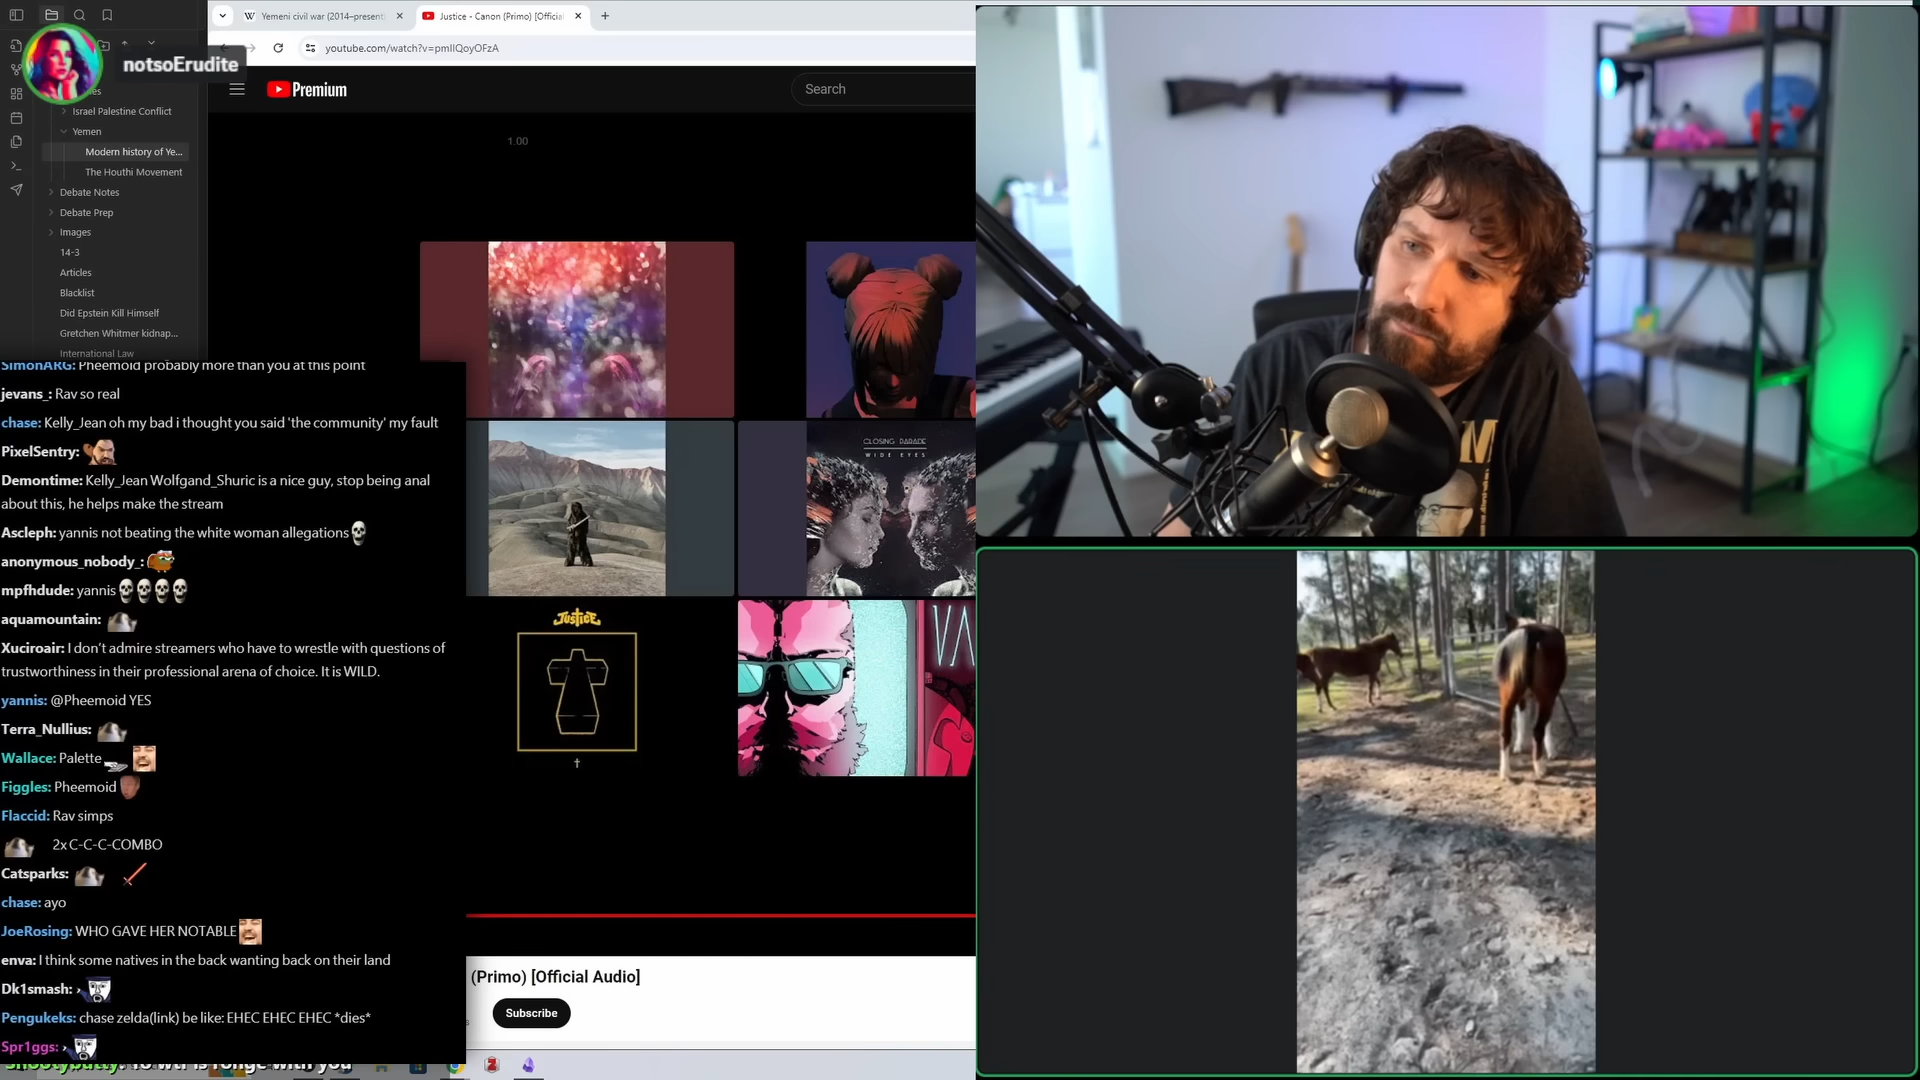 Yemeni civil war (2014–present)
Justice - Canon (Primo) [Official
youtube.com/watch?v=pmIlQoyOFzA
notsoErudite
Premium
Search
1.00
Israel Palestine Conflict
Yemen
Modern history of Ye...
The Houthi Movement
Debate Notes
Debate Prep
Images
14-3
Articles
Blacklist
Did Epstein Kill Himself
Gretchen Whitmer kidnap...
International Law
SimonARG: Pheemoid probably more than you at this point
jevans_: Rav so real
chase: Kelly_Jean oh my bad i thought you said 'the community' my fault
PixelSentry:
Demontime: Kelly_Jean Wolfgand_Shuric is a nice guy, stop being anal
about this, he helps make the stream
Ascleph: yannis not beating the white woman allegations
anonymous_nobody_:
mpfhdude: yannis
aquamountain:
Xuciroair: I don’t admire streamers who have to wrestle with questions of
trustworthiness in their professional arena of choice. It is WILD.
yannis: @Pheemoid YES
Terra_Nullius:
Wallace: Palette
Figgles: Pheemoid
Flaccid: Rav simps
2x C-C-C-COMBO
Catsparks:
chase: ayo
JoeRosing: WHO GAVE HER NOTABLE
enva: I think some natives in the back wanting back on their land
Dk1smash:
Pengukeks: chase zelda(link) be like: EHEC EHEC EHEC *dies*
Spr1ggs:
CLOSING PARADE
WIDE EYES
JUSTICE
VA
(Primo) [Official Audio]
Subscribe